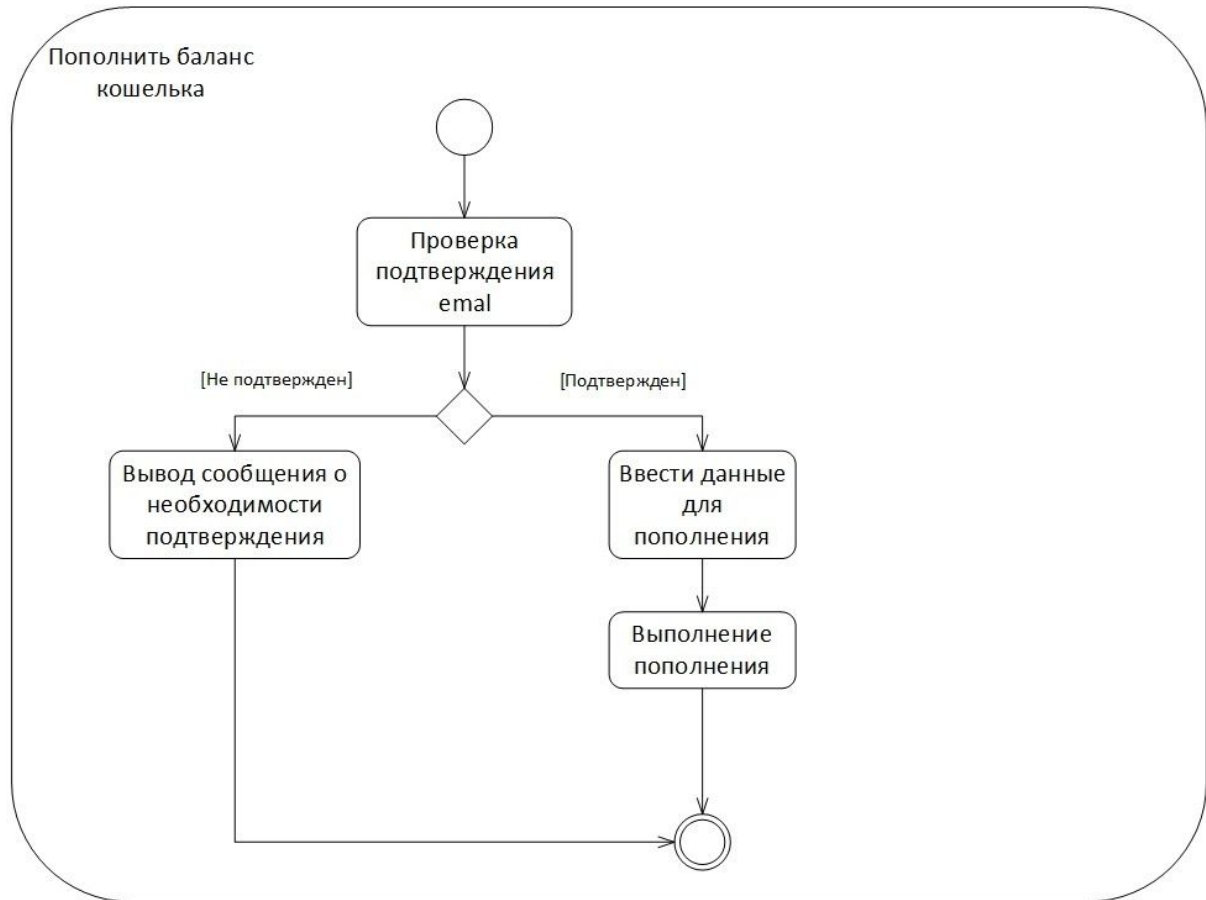 Пополнить баланс
кошелька
Проверка
подтверждения
emal
[Не подтвержден]
[Подтвержден]
Вывод сообщения о
необходимости
подтверждения
Ввести данные
для
пополнения
Выполнение
пополнения